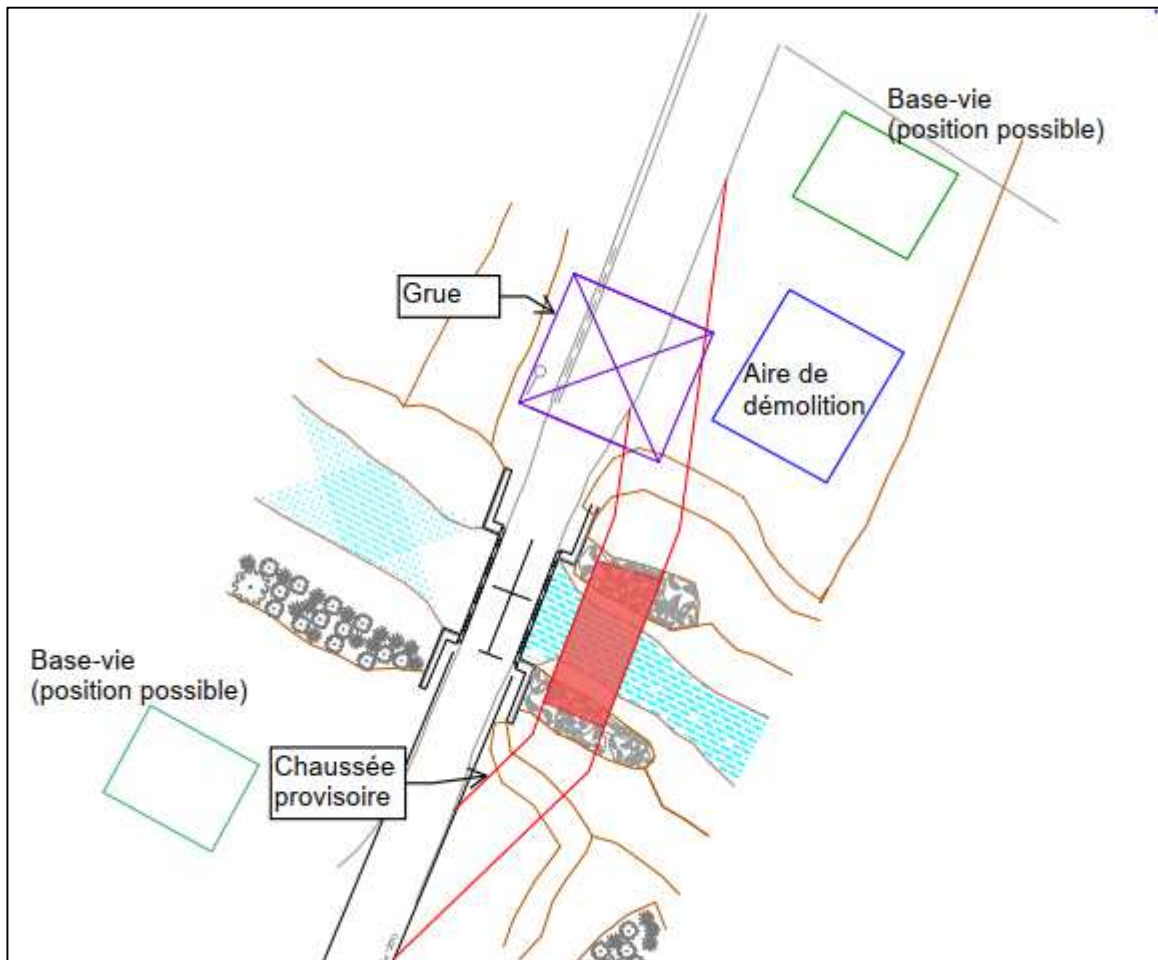 Base-vie
(position possible)
Grue
Aire de
démolition
Base-vie
(position possible)
Chaussée
provisoire